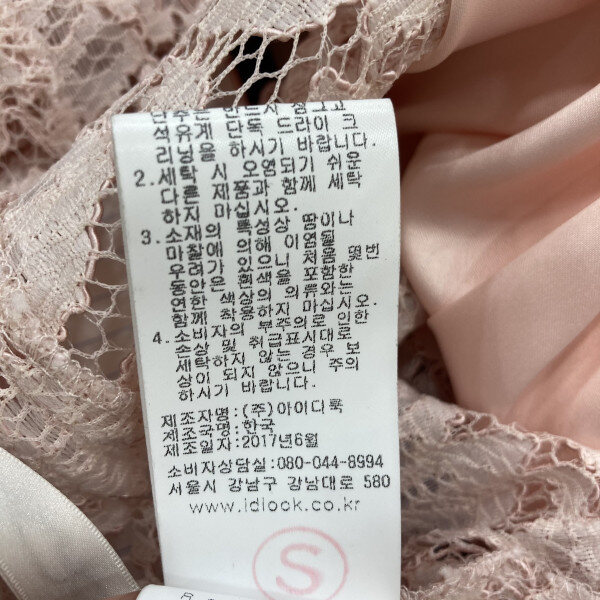 단추는 반드시 싱그고
석유계 단독 드라이 크
리닝을 하시기 바랍니다.
2.세탁 시 오염되기 쉬운
다른 제품과 함께 세탁
하지 마십시오.
3.소재의 특성상 땀이나
마찰에 의해 이염될
우려가 있으니 처음 몇번
동안은 흰색을 포함한
연한 색상의 의류와는
함께 착용하지 마십시오.
4.소비자의 부주의로 인한
손상 및 취급표시대로
세탁하지 않는 경우 보
상이 되지 않으니 주의
하시기 바랍니다.
제조자명:(주)아이디룩
제조국명:한국
제조일자:2017년6월
소비자상담실:080-044-8994
서울시 강남구 강남대로 580
www.idlook.co.kr
S